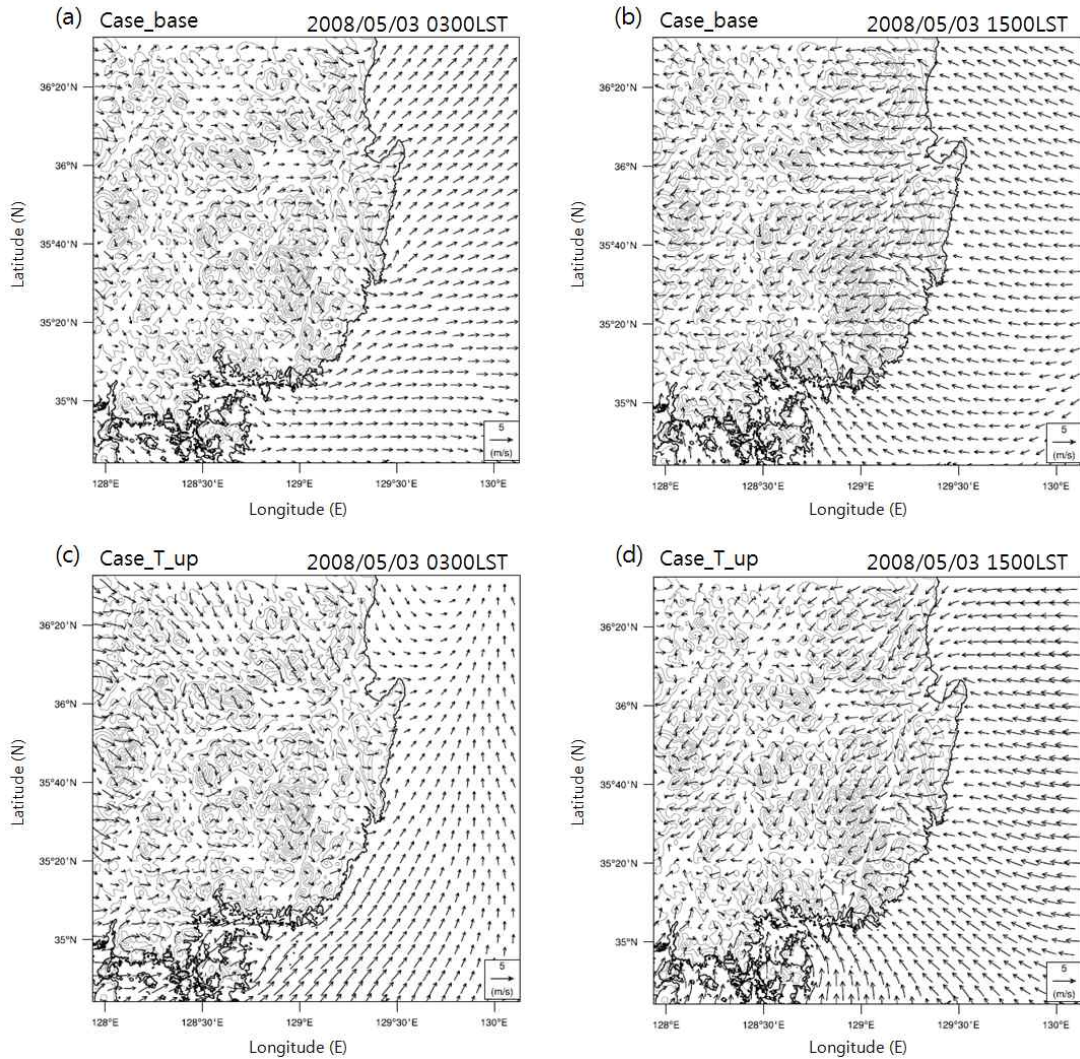 (a) Case_base 2008/05/03 0300LST
36°20'N
36°N
35°40'N
35°20'N
35°N
Latitude (N)
128°E 128°30'E 129°E 129°30'E 130°E
Longitude (E)
5
(m/s)
(b) Case_base 2008/05/03 1500LST
36°20'N
36°N
35°40'N
35°20'N
35°N
Latitude (N)
128°E 128°30'E 129°E 129°30'E 130°E
Longitude (E)
5
(m/s)
(c) Case_T_up 2008/05/03 0300LST
36°20'N
36°N
35°40'N
35°20'N
35°N
Latitude (N)
128°E 128°30'E 129°E 129°30'E 130°E
Longitude (E)
5
(m/s)
(d) Case_T_up 2008/05/03 1500LST
36°20'N
36°N
35°40'N
35°20'N
35°N
Latitude (N)
128°E 128°30'E 129°E 129°30'E 130°E
Longitude (E)
5
(m/s)